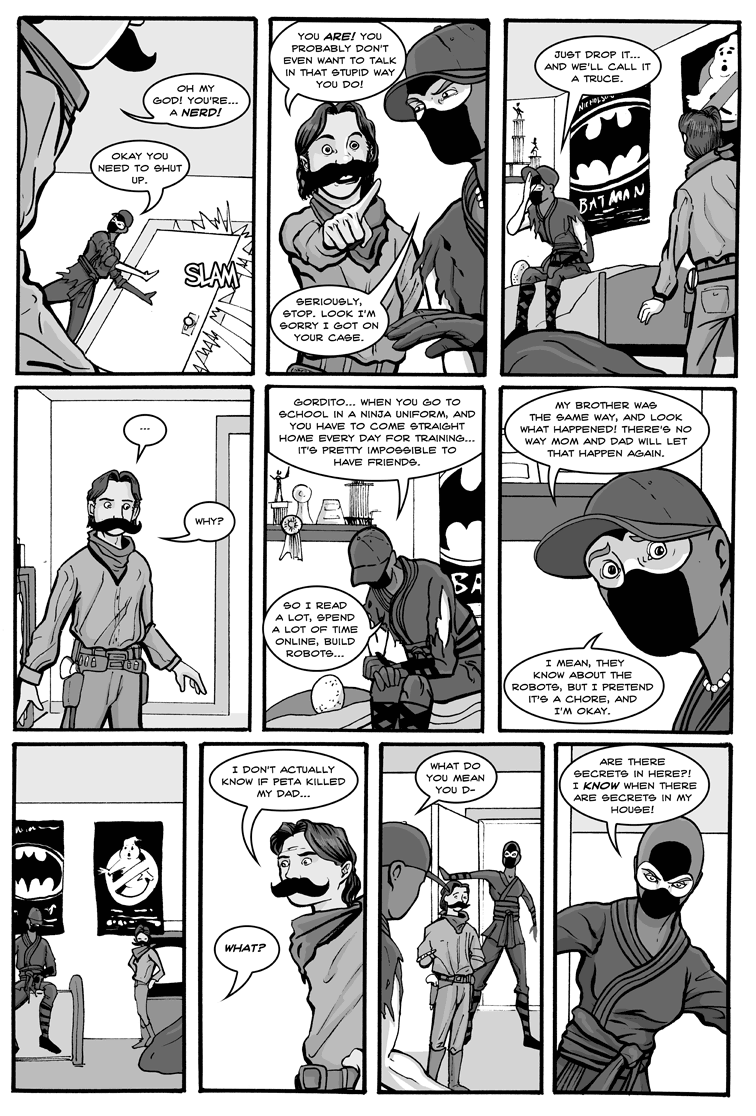 OH MY
GOD! YOU'RE...
A NERD!
OKAY YOU
NEED TO SHUT
UP.
SLAM
YOU ARE! YOU
PROBABLY DON'T
EVEN WANT TO TALK
IN THAT STUPID WAY
YOU DO!
SERIOUSLY,
STOP. LOOK I'M
SORRY I GOT ON
YOUR CASE.
JUST DROP IT...
AND WE'LL CALL IT
A TRUCE.
BATMAN
...
WHY?
GORDITO... WHEN YOU GO TO
SCHOOL IN A NINJA UNIFORM, AND
YOU HAVE TO COME STRAIGHT
HOME EVERY DAY FOR TRAINING...
IT'S PRETTY IMPOSSIBLE TO
HAVE FRIENDS.
BA
SO I READ
A LOT, SPEND
A LOT OF TIME
ONLINE, BUILD
ROBOTS...
MY BROTHER WAS
THE SAME WAY, AND LOOK
WHAT HAPPENED! THERE'S NO
WAY MOM AND DAD WILL LET
THAT HAPPEN AGAIN.
I MEAN, THEY
KNOW ABOUT THE
ROBOTS, BUT I PRETEND
IT'S A CHORE, AND
I'M OKAY.
I DON'T ACTUALLY
KNOW IF PETA KILLED
MY DAD...
WHAT?
WHAT DO
YOU MEAN
YOU D-
ARE THERE
SECRETS IN HERE?!
I KNOW WHEN THERE
ARE SECRETS IN MY
HOUSE!